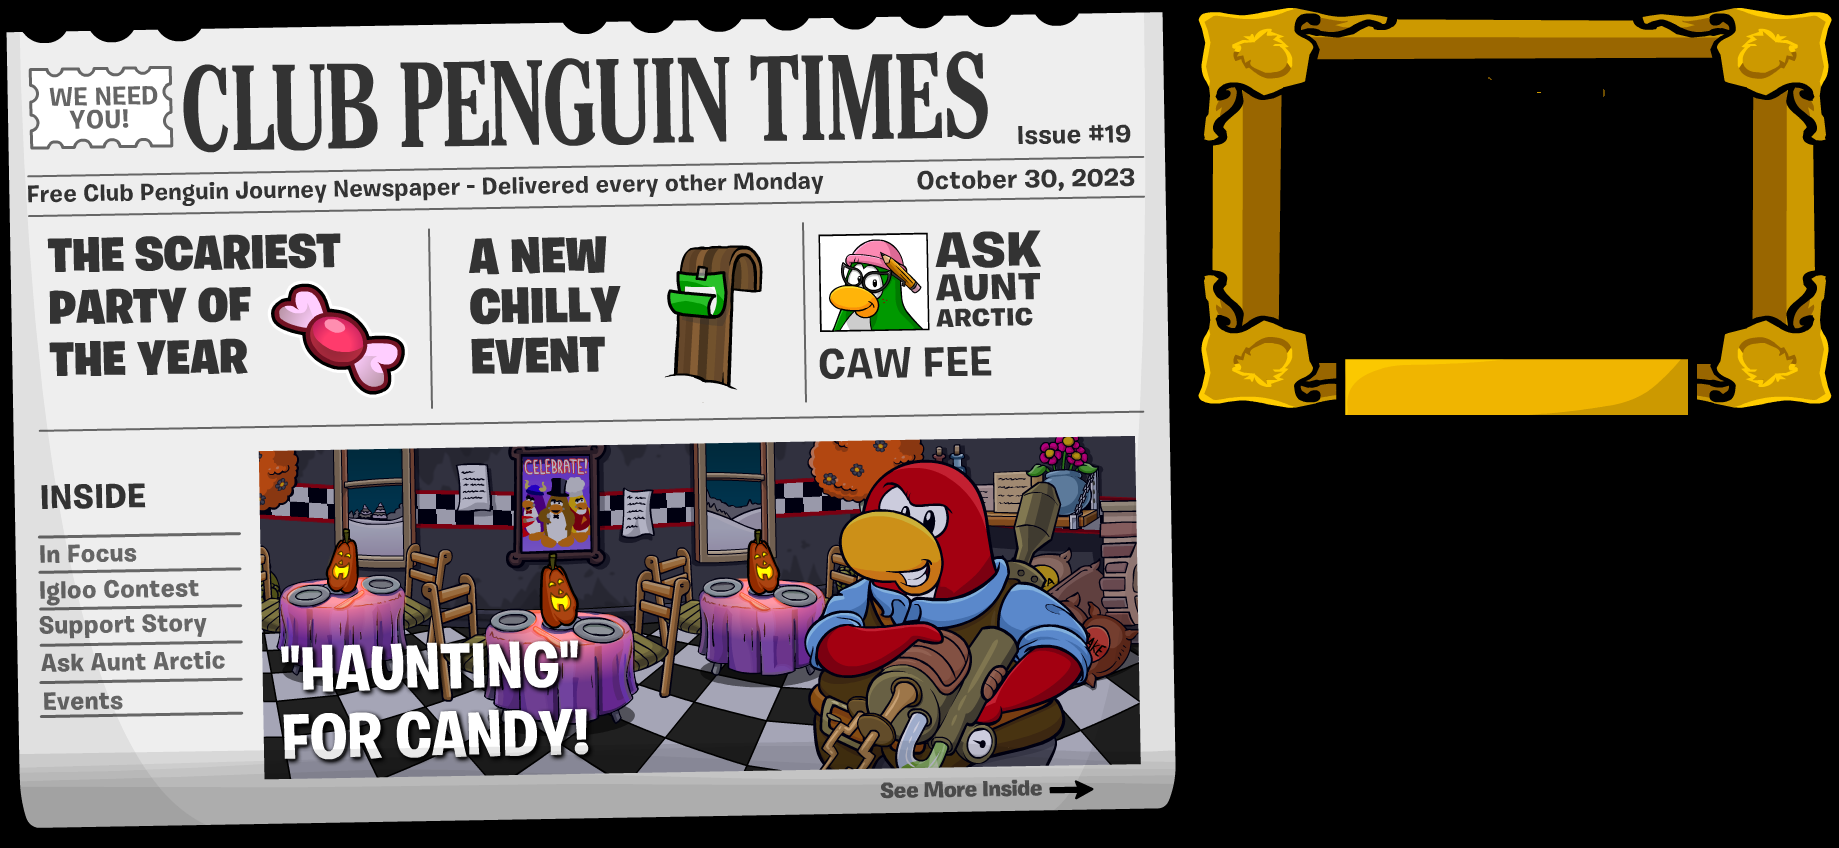 WE NEED
YOU!
CLUB PENGUIN TIMES
Issue #19
Free Club Penguin Journey Newspaper - Delivered every other Monday
October 30, 2023
THE SCARIEST
PARTY OF
THE YEAR
A NEW
CHILLY
EVENT
ASK
AUNT
ARCTIC
CAW FEE
INSIDE
In Focus
Igloo Contest
Support Story
Ask Aunt Arctic
Events
CELEBRATE!
"HAUNTING"
FOR CANDY!
See More Inside